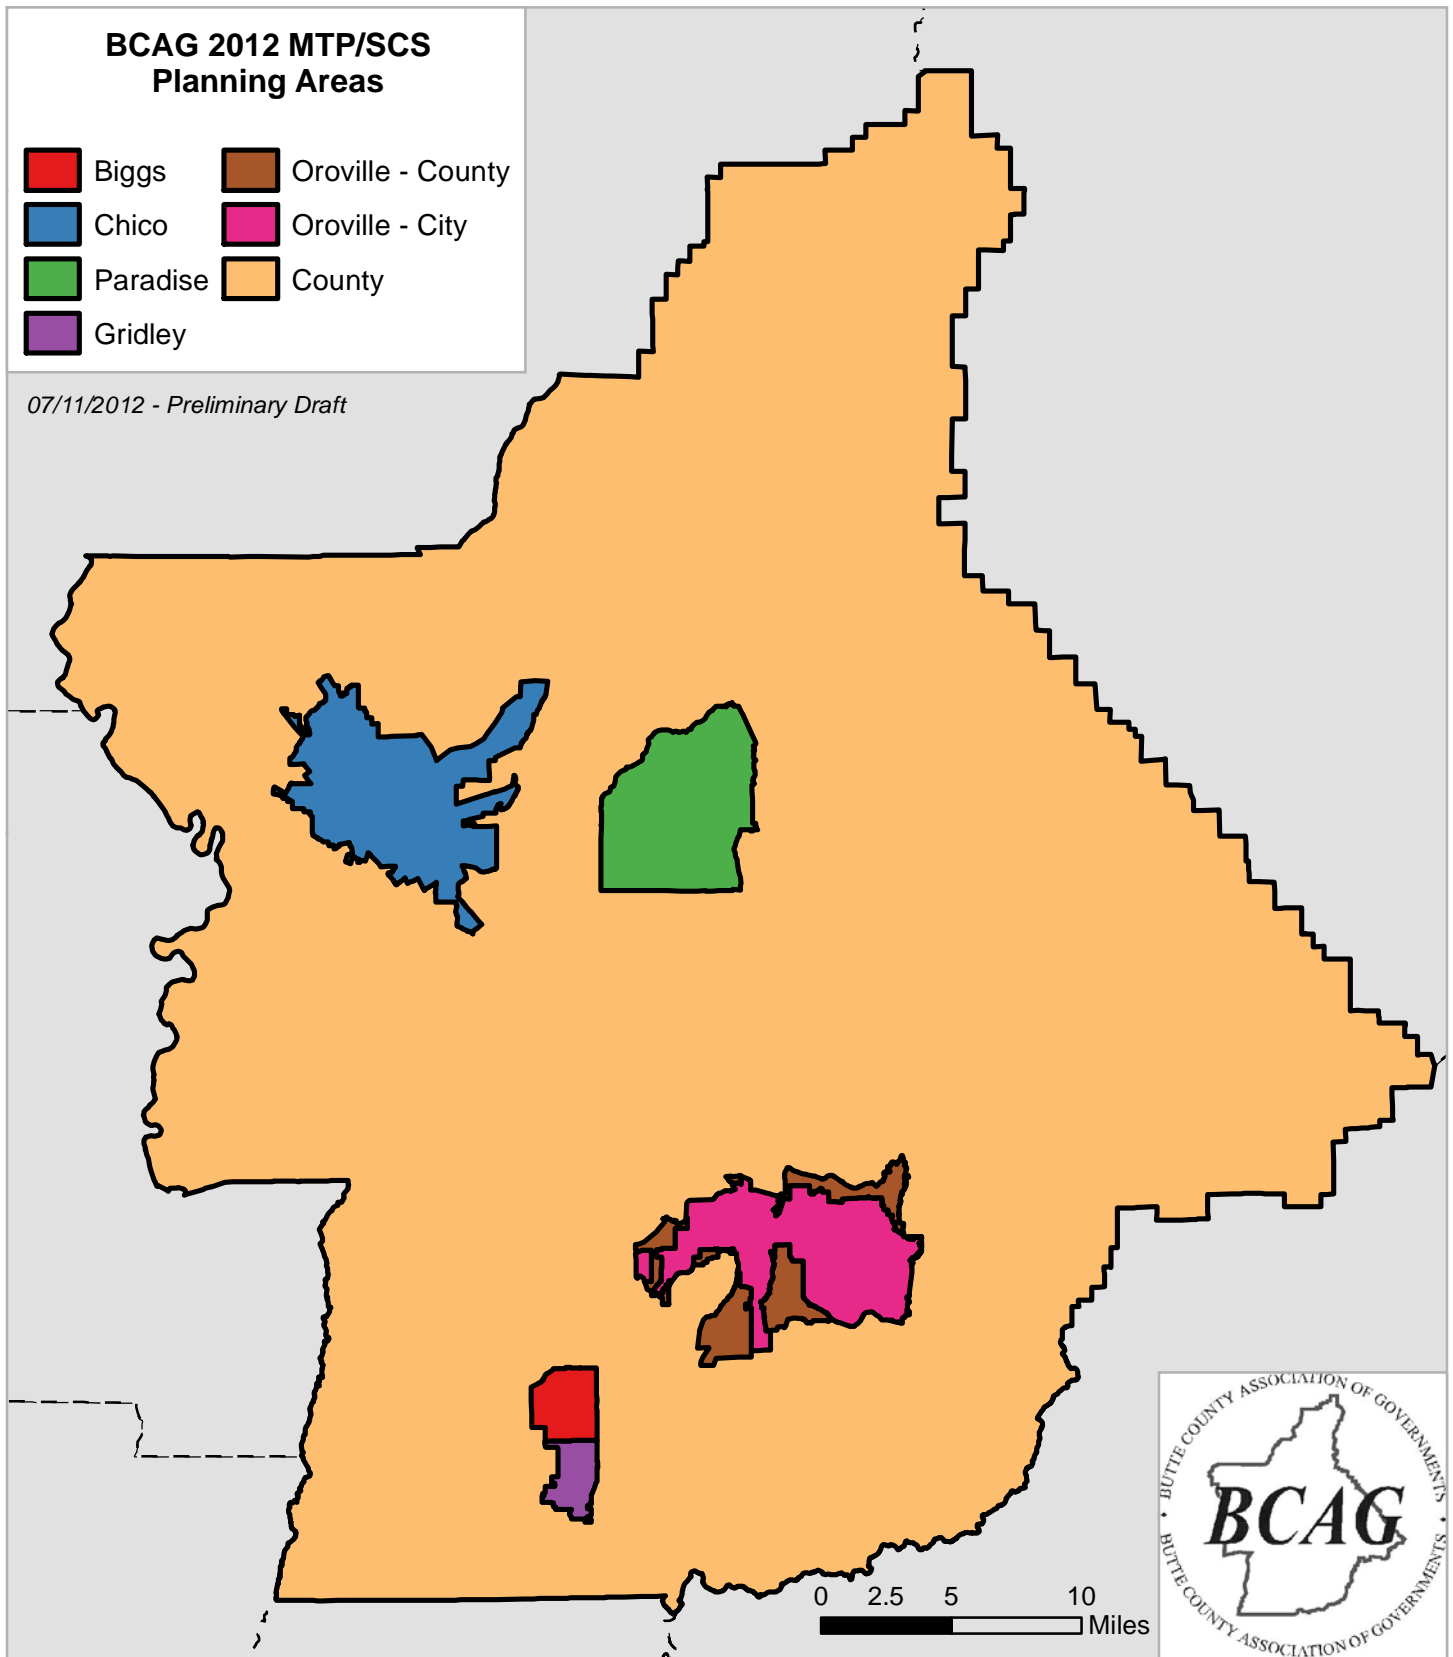 BCAG 2012 MTP/SCS
Planning Areas
Biggs
Oroville - County
Chico
Oroville - City
Paradise
County
Gridley
07/11/2012 - Preliminary Draft
0 2.5 5 10
Miles
BUTTE COUNTY ASSOCIATION OF GOVERNMENTS
BCAG
BUTTE COUNTY ASSOCIATION OF GOVERNMENTS